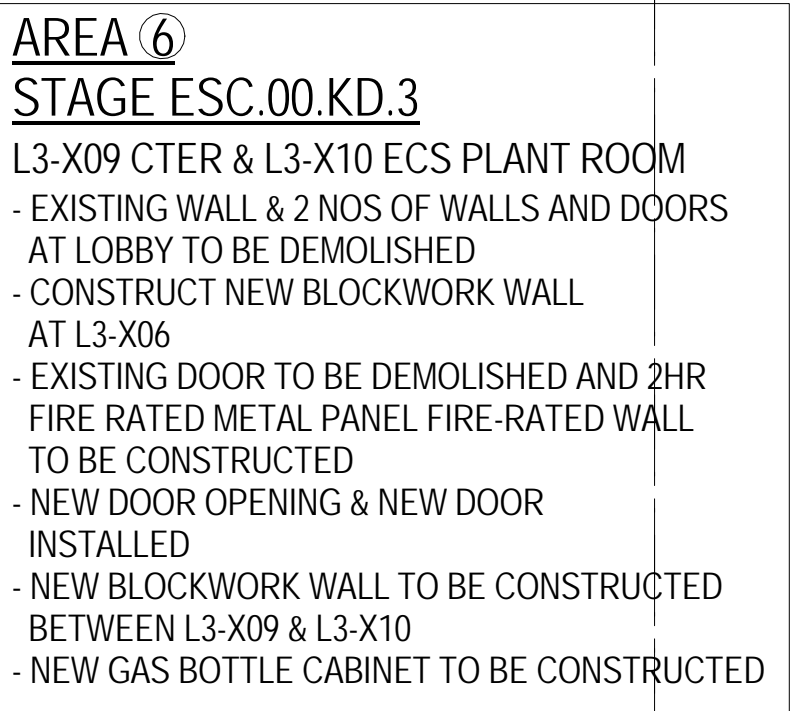 AREA 6
STAGE ESC.00.KD.3
L3-X09 CTER & L3-X10 ECS PLANT ROOM
- EXISTING WALL & 2 NOS OF WALLS AND DOORS
AT LOBBY TO BE DEMOLISHED
- CONSTRUCT NEW BLOCKWORK WALL
AT L3-X06
- EXISTING DOOR TO BE DEMOLISHED AND 2HR
FIRE RATED METAL PANEL FIRE-RATED WALL
TO BE CONSTRUCTED
- NEW DOOR OPENING & NEW DOOR
INSTALLED
- NEW BLOCKWORK WALL TO BE CONSTRUCTED
BETWEEN L3-X09 & L3-X10
- NEW GAS BOTTLE CABINET TO BE CONSTRUCTED